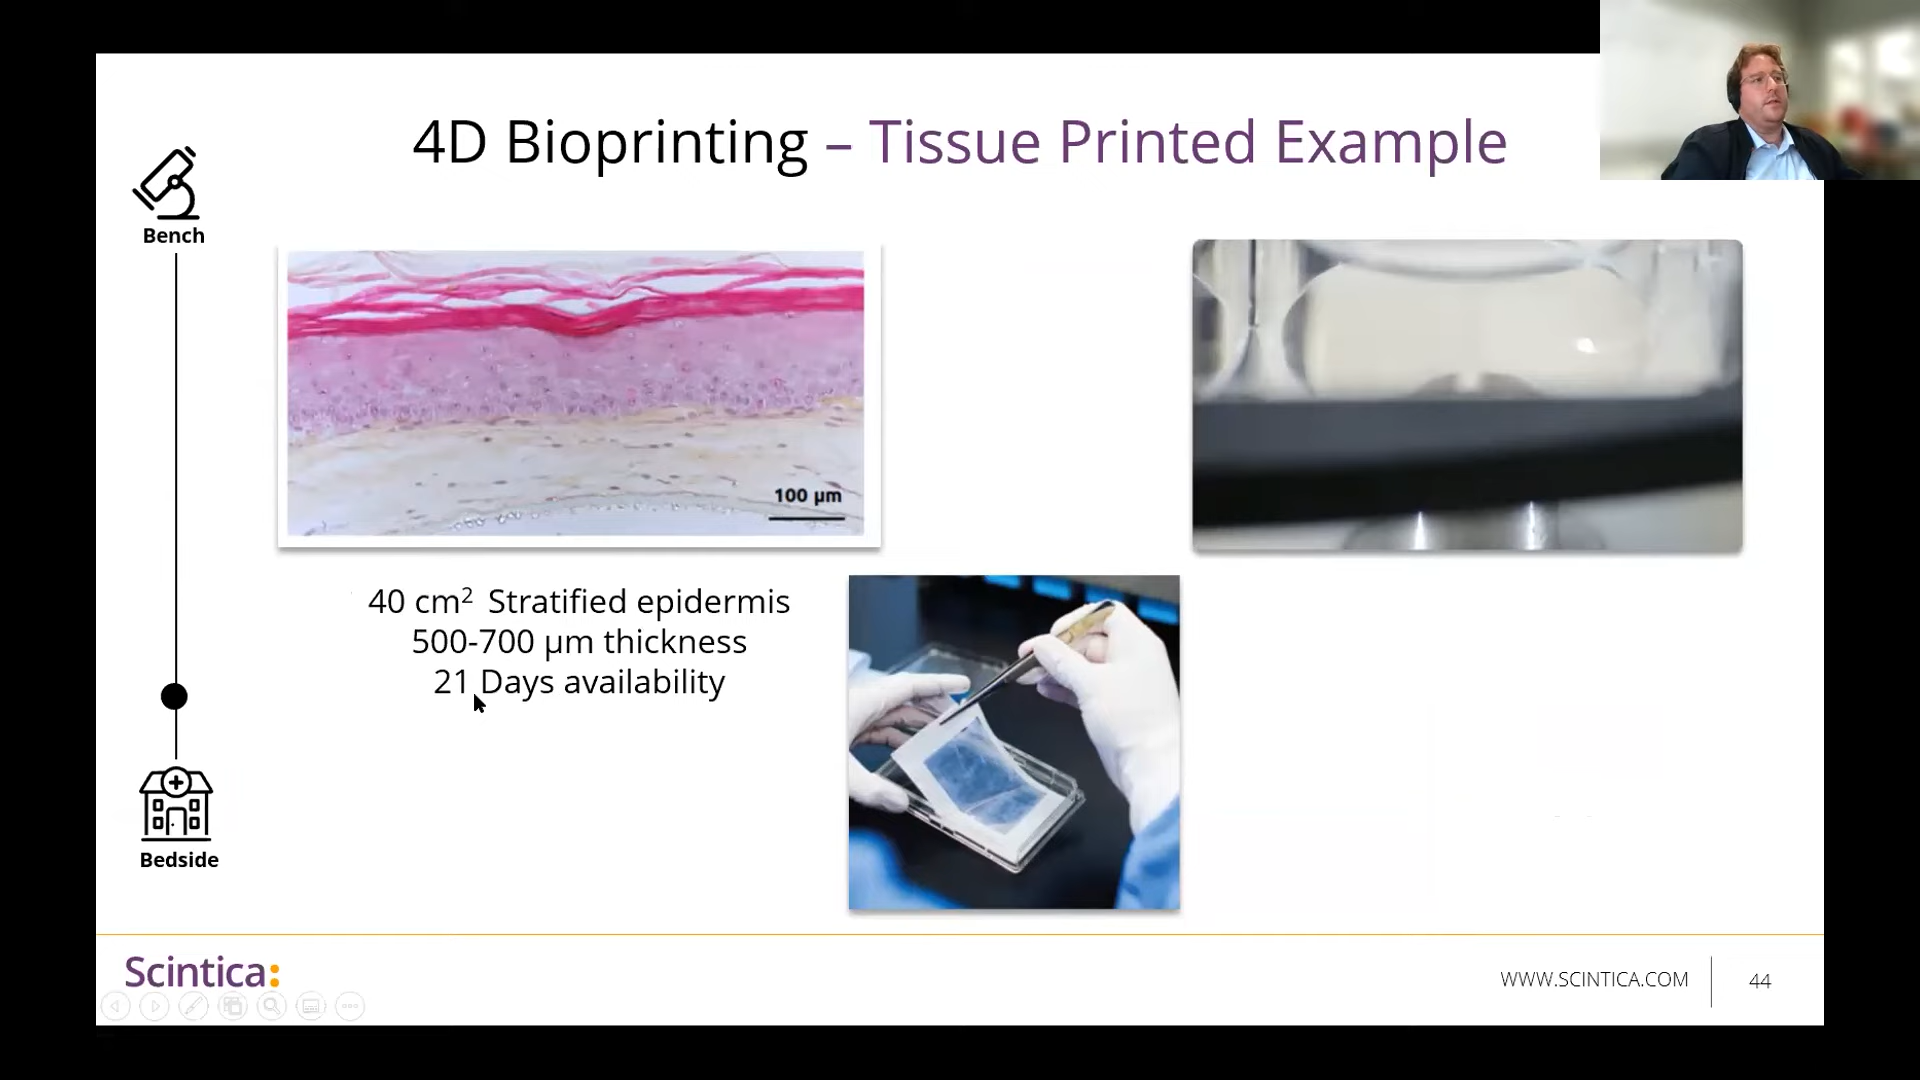 4D Bioprinting – Tissue Printed Example
Bench
100 µm
40 cm² Stratified epidermis
500-700 µm thickness
21 Days availability
Bedside
Scintica:
WWW.SCINTICA.COM
44